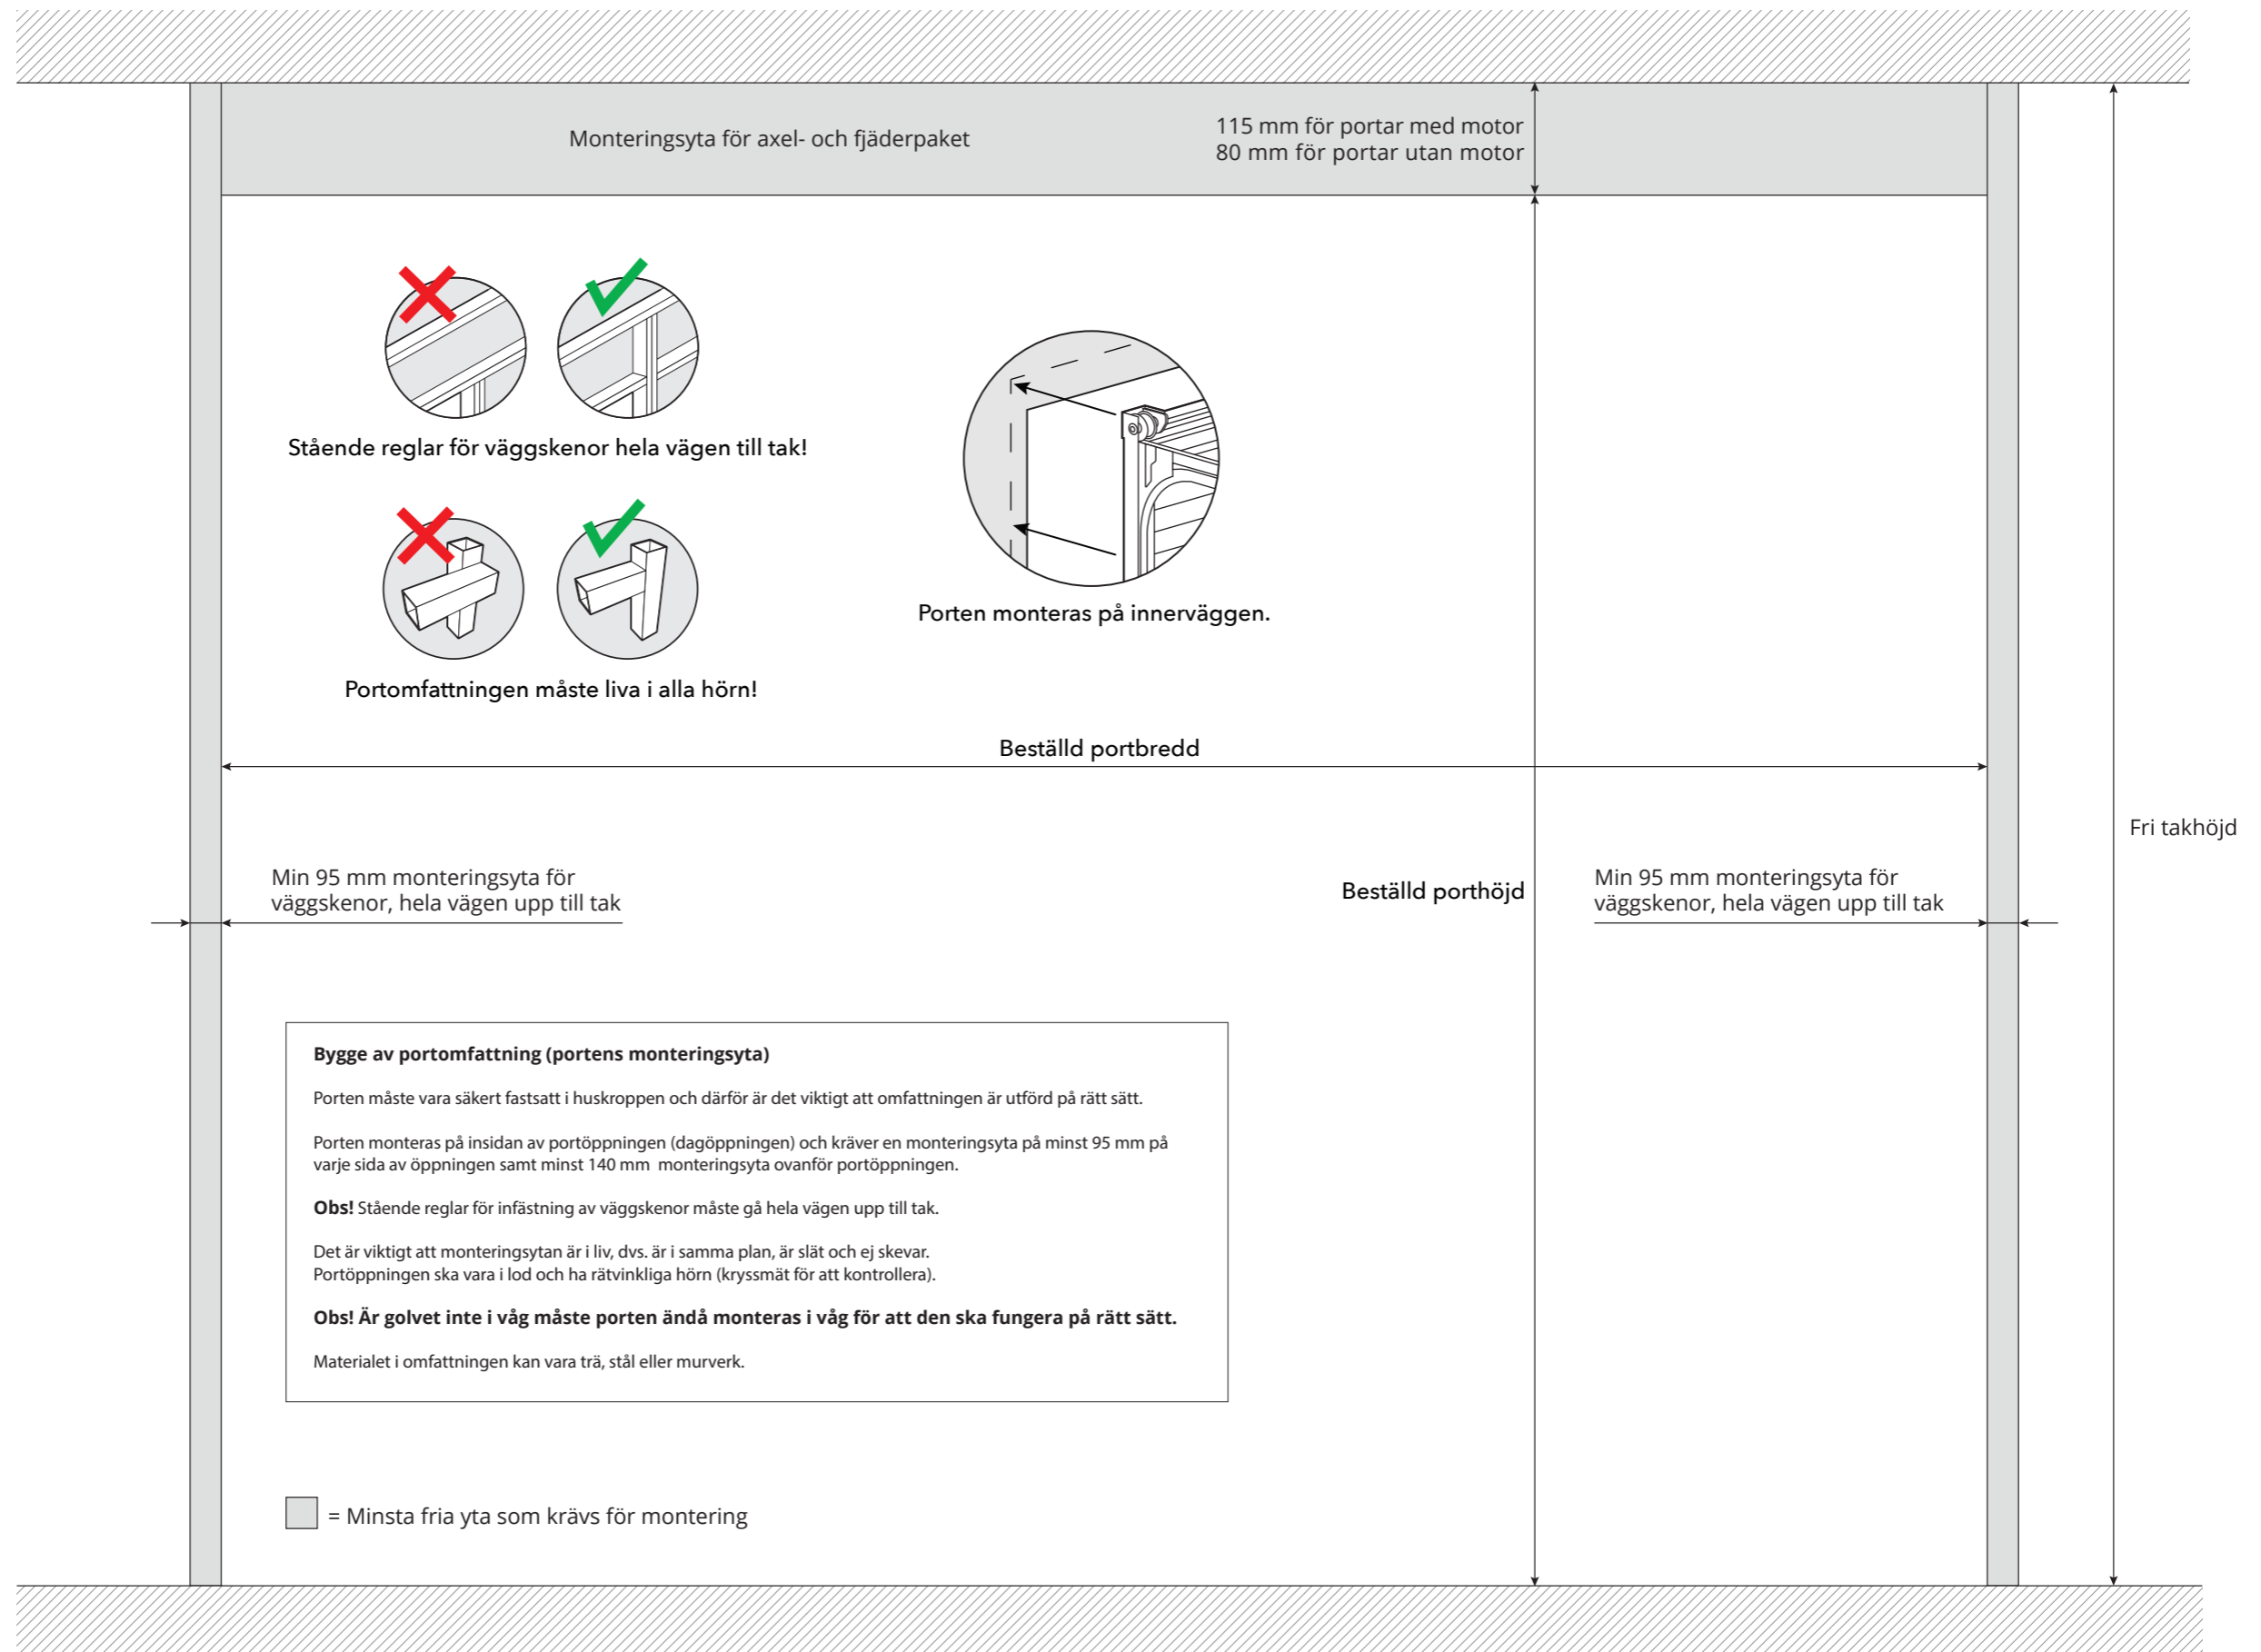 Monteringsyta för axel- och fjäderpaket
115 mm för portar med motor
80 mm för portar utan motor
Stående reglar för väggskenor hela vägen till tak!
Porten monteras på innerväggen.
Portomfattningen måste liva i alla hörn!
Beställd portbredd
Fri takhöjd
Min 95 mm monteringsyta för
väggskenor, hela vägen upp till tak
Beställd porthöjd
Min 95 mm monteringsyta för
väggskenor, hela vägen upp till tak
Bygge av portomfattning (portens monteringsyta)
Porten måste vara säkert fastsatt i huskroppen och därför är det viktigt att omfattningen är utförd på rätt sätt.
Porten monteras på insidan av portöppningen (dagöppningen) och kräver en monteringsyta på minst 95 mm på
varje sida av öppningen samt minst 140 mm monteringsyta ovanför portöppningen.
Obs! Stående reglar för infästning av väggskenor måste gå hela vägen upp till tak.
Det är viktigt att monteringsytan är i liv, dvs. är i samma plan, är slät och ej skevar.
Portöppningen ska vara i lod och ha rätvinkliga hörn (kryssmät för att kontrollera).
Obs! Är golvet inte i våg måste porten ändå monteras i våg för att den ska fungera på rätt sätt.
Materialet i omfattningen kan vara trä, stål eller murverk.
= Minsta fria yta som krävs för montering